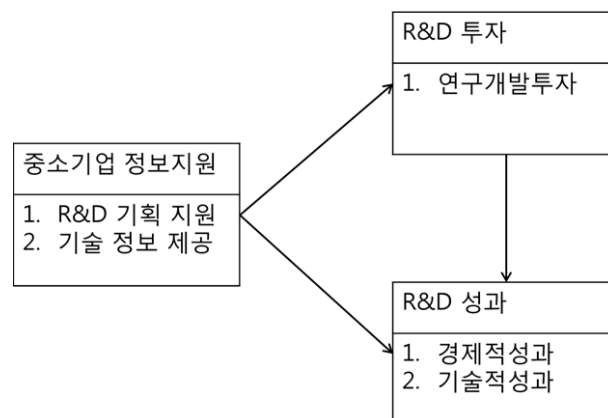 중소기업 정보지원
1. R&D 기획 지원
2. 기술 정보 제공
R&D 투자
1. 연구개발투자
R&D 성과
1. 경제적성과
2. 기술적성과